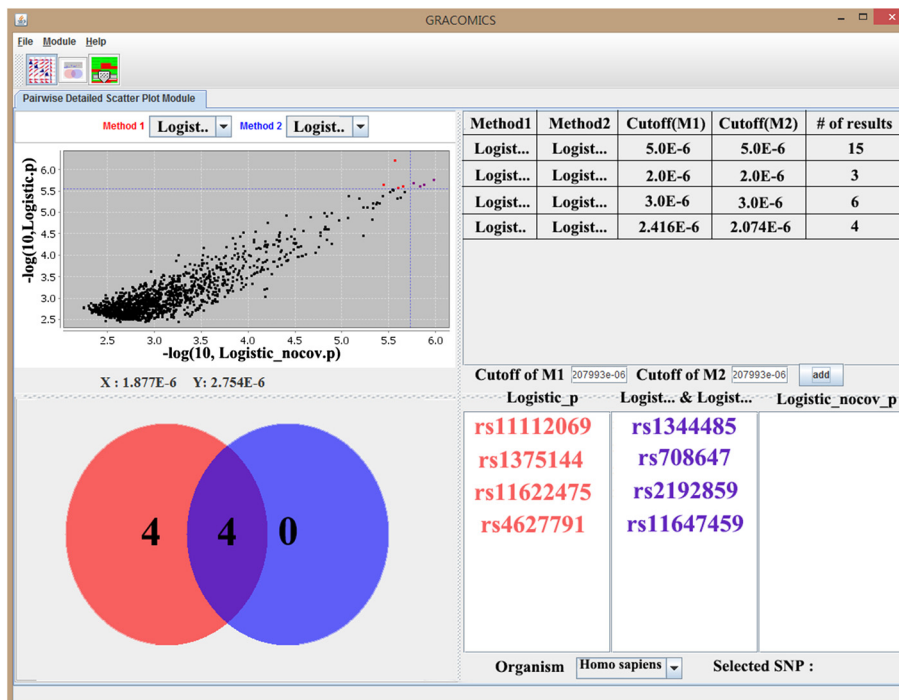 GRACOMICS
File Module Help
Pairwise Detailed Scatter Plot Module
Method 1 Logist.. Method 2 Logist..
-log(10,Logistic.p)
6.0
5.5
5.0
4.5
4.0
3.5
3.0
2.5
2.5 3.0 3.5 4.0 4.5 5.0 5.5 6.0
-log(10, Logistic_nocov.p)
X : 1.877E-6 Y: 2.754E-6
Method1 Method2 Cutoff(M1) Cutoff(M2) # of results
Logist... Logist... 5.0E-6 5.0E-6 15
Logist... Logist... 2.0E-6 2.0E-6 3
Logist... Logist... 3.0E-6 3.0E-6 6
Logist.. Logist... 2.416E-6 2.074E-6 4
Cutoff of M1 207993e-06 Cutoff of M2 207993e-06 add
Logistic_p Logist... & Logist... Logistic_nocov_p
rs11112069 rs1344485
rs1375144 rs708647
rs11622475 rs2192859
rs4627791 rs11647459
4 4 0
Organism Homo sapiens Selected SNP :